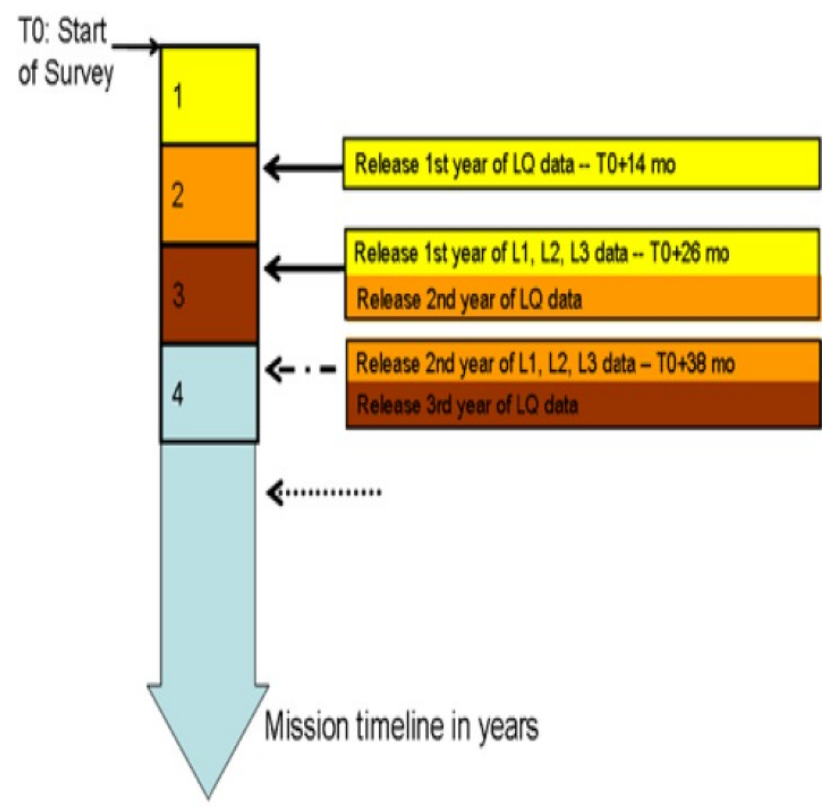 T0: Start
of Survey
1
2
Release 1st year of LQ data -- T0+14 mo
Release 1st year of L1, L2, L3 data -- T0+26 mo
3
Release 2nd year of LQ data
Release 2nd year of L1, L2, L3 data – T0+38 mo
4
Release 3rd year of LQ data
Mission timeline in years